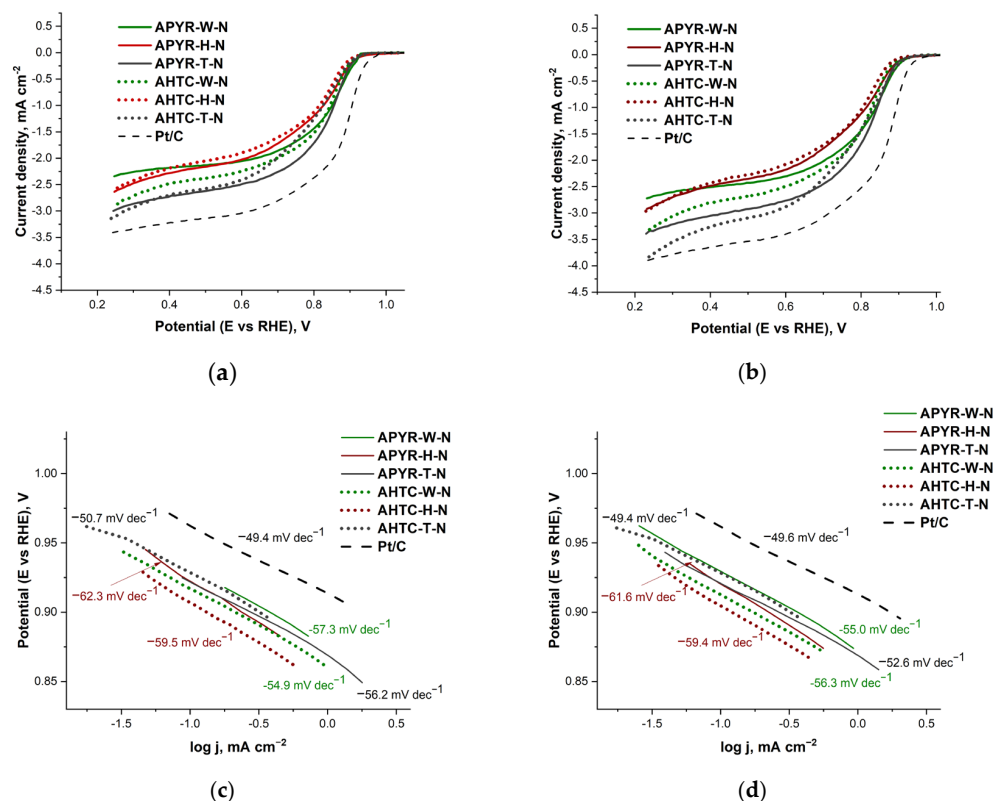 (a)
APYR-W-N
APYR-H-N
APYR-T-N
AHTC-W-N
AHTC-H-N
AHTC-T-N
Pt/C
Current density, mA cm⁻²
0.0
-0.5
-1.0
-1.5
-2.0
-2.5
-3.0
-3.5
-4.0
-4.5
0.2 0.4 0.6 0.8 1.0
Potential (E vs RHE), V
(b)
APYR-W-N
APYR-H-N
APYR-T-N
AHTC-W-N
AHTC-H-N
AHTC-T-N
Pt/C
Current density, mA cm⁻²
0.0
-0.5
-1.0
-1.5
-2.0
-2.5
-3.0
-3.5
-4.0
-4.5
0.2 0.4 0.6 0.8 1.0
Potential (E vs RHE), V
(c)
APYR-W-N
APYR-H-N
APYR-T-N
AHTC-W-N
AHTC-H-N
AHTC-T-N
Pt/C
Potential (E vs RHE), V
1.00
0.95
0.90
0.85
−50.7 mV dec⁻¹
−49.4 mV dec⁻¹
−62.3 mV dec⁻¹
−57.3 mV dec⁻¹
−59.5 mV dec⁻¹
-54.9 mV dec⁻¹
−56.2 mV dec⁻¹
-1.5 -1.0 -0.5 0.0 0.5
log j, mA cm⁻²
(d)
APYR-W-N
APYR-H-N
APYR-T-N
AHTC-W-N
AHTC-H-N
AHTC-T-N
Pt/C
Potential (E vs RHE), V
1.00
0.95
0.90
0.85
−49.4 mV dec⁻¹
−49.6 mV dec⁻¹
−61.6 mV dec⁻¹
−55.0 mV dec⁻¹
−59.4 mV dec⁻¹
−52.6 mV dec⁻¹
-56.3 mV dec⁻¹
-1.5 -1.0 -0.5 0.0 0.5
log j, mA cm⁻²